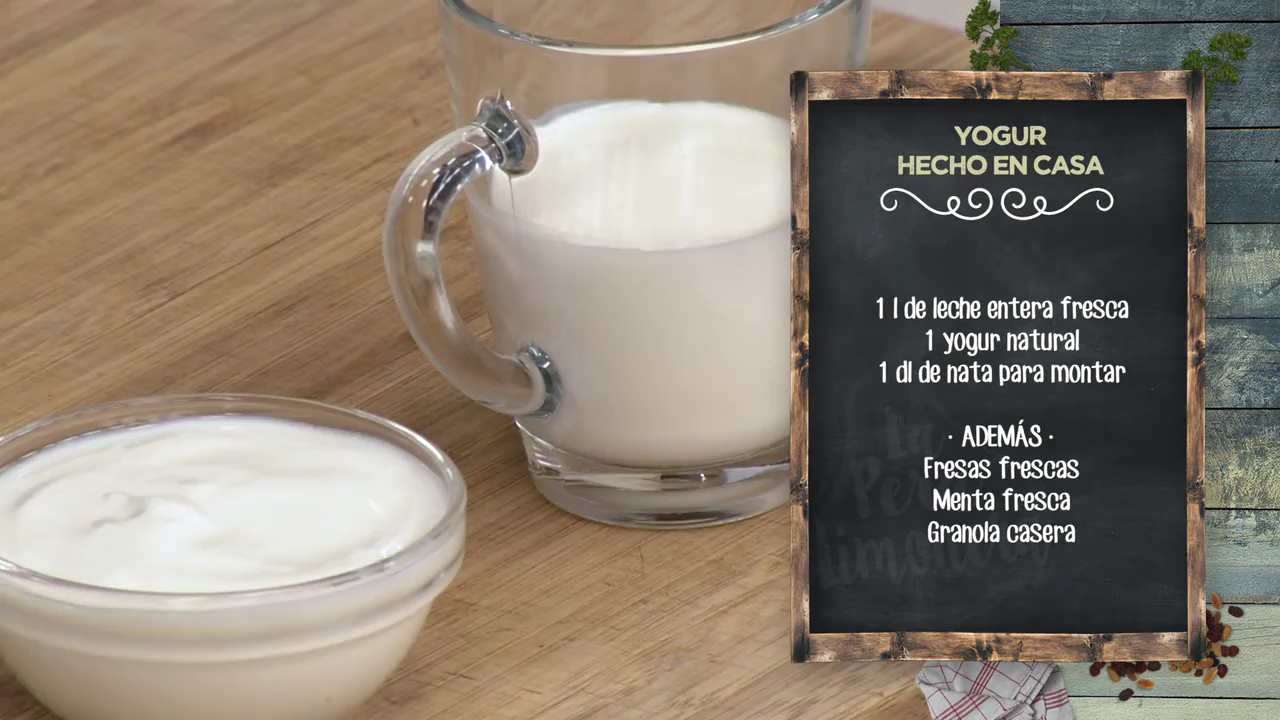 YOGUR
HECHO EN CASA
1 l de leche entera fresca
1 yogur natural
1 dl de nata para montar
· ADEMÁS ·
Fresas frescas
Menta fresca
Granola casera